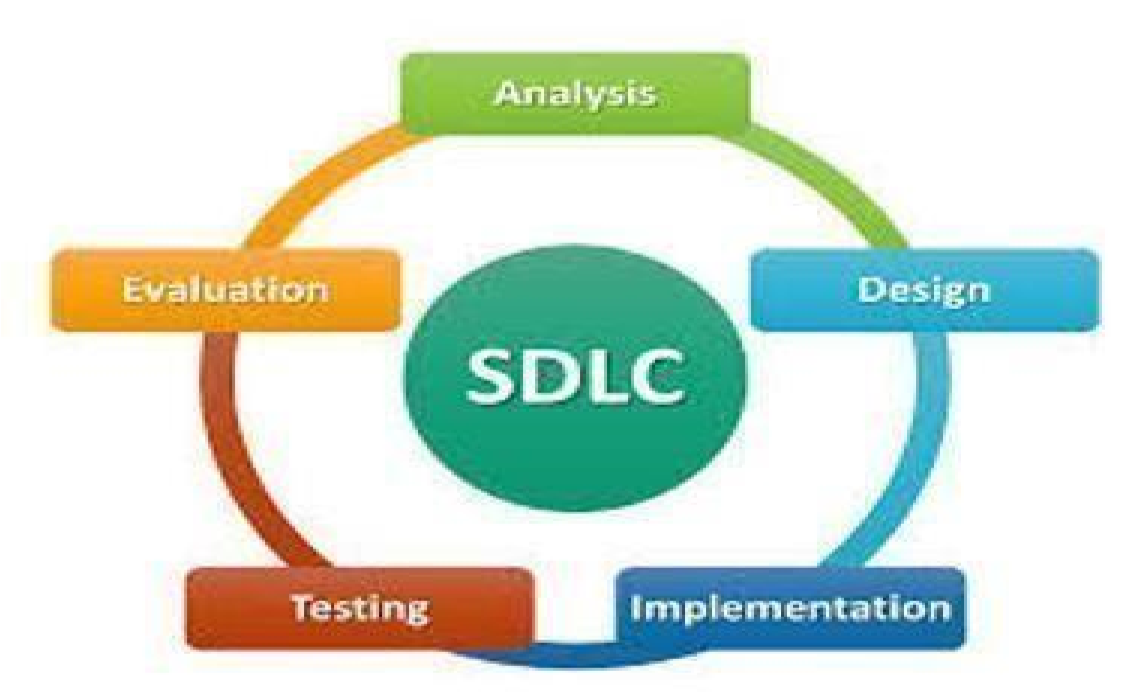 Analysis
Evaluation
Design
SDLC
Testing
Implementation